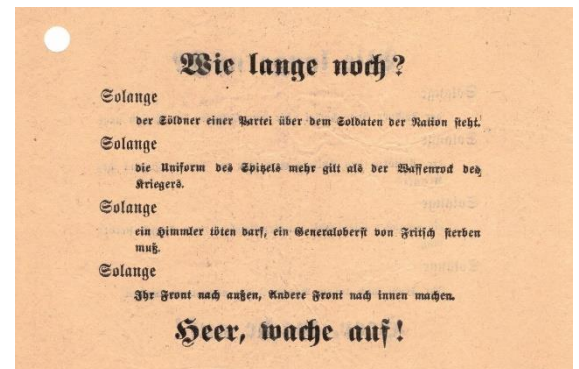 Wie lange noch?
Solange
der Söldner einer Partei über dem Soldaten der Nation steht.
Solange
die Uniform des Spitzels mehr gilt als der Waffenrock des
Kriegers.
Solange
ein Himmler töten darf, ein Generaloberst von Fritsch sterben
muß.
Solange
Ihr Front nach außen, Andere Front nach innen machen.
Heer, wache auf!